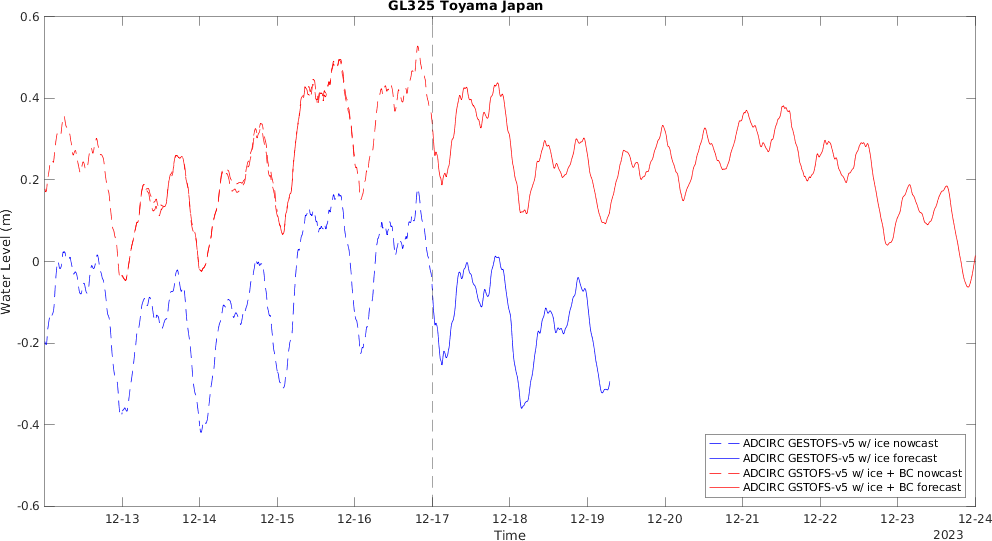 GL325 Toyama Japan
0.6
0.4
0.2
0
-0.2
-0.4
-0.6
Water Level (m)
ADCIRC GESTOFS-v5 w/ ice nowcast
ADCIRC GESTOFS-v5 w/ ice forecast
ADCIRC GSTOFS-v5 w/ ice + BC nowcast
ADCIRC GSTOFS-v5 w/ ice + BC forecast
12-13 12-14 12-15 12-16 12-17 12-18 12-19 12-20 12-21 12-22 12-23 12-24
Time
2023